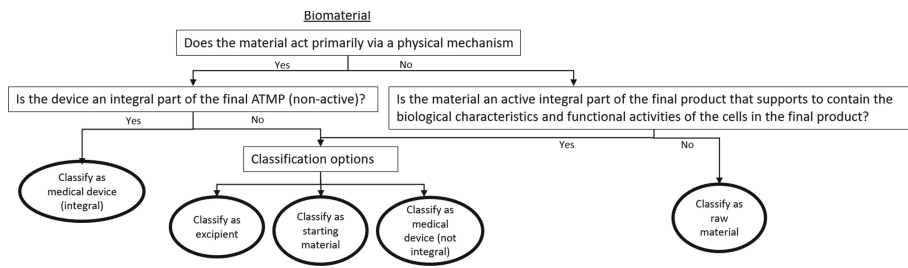 Biomaterial
Does the material act primarily via a physical mechanism
Yes
No
Is the device an integral part of the final ATMP (non-active)?
Is the material an active integral part of the final product that supports to contain the
biological characteristics and functional activities of the cells in the final product?
Yes
No
Yes
No
Classification options
Classify as
medical device
(integral)
Classify as
excipient
Classify as
starting
material
Classify as
medical
device (not
integral)
Classify as
raw
material